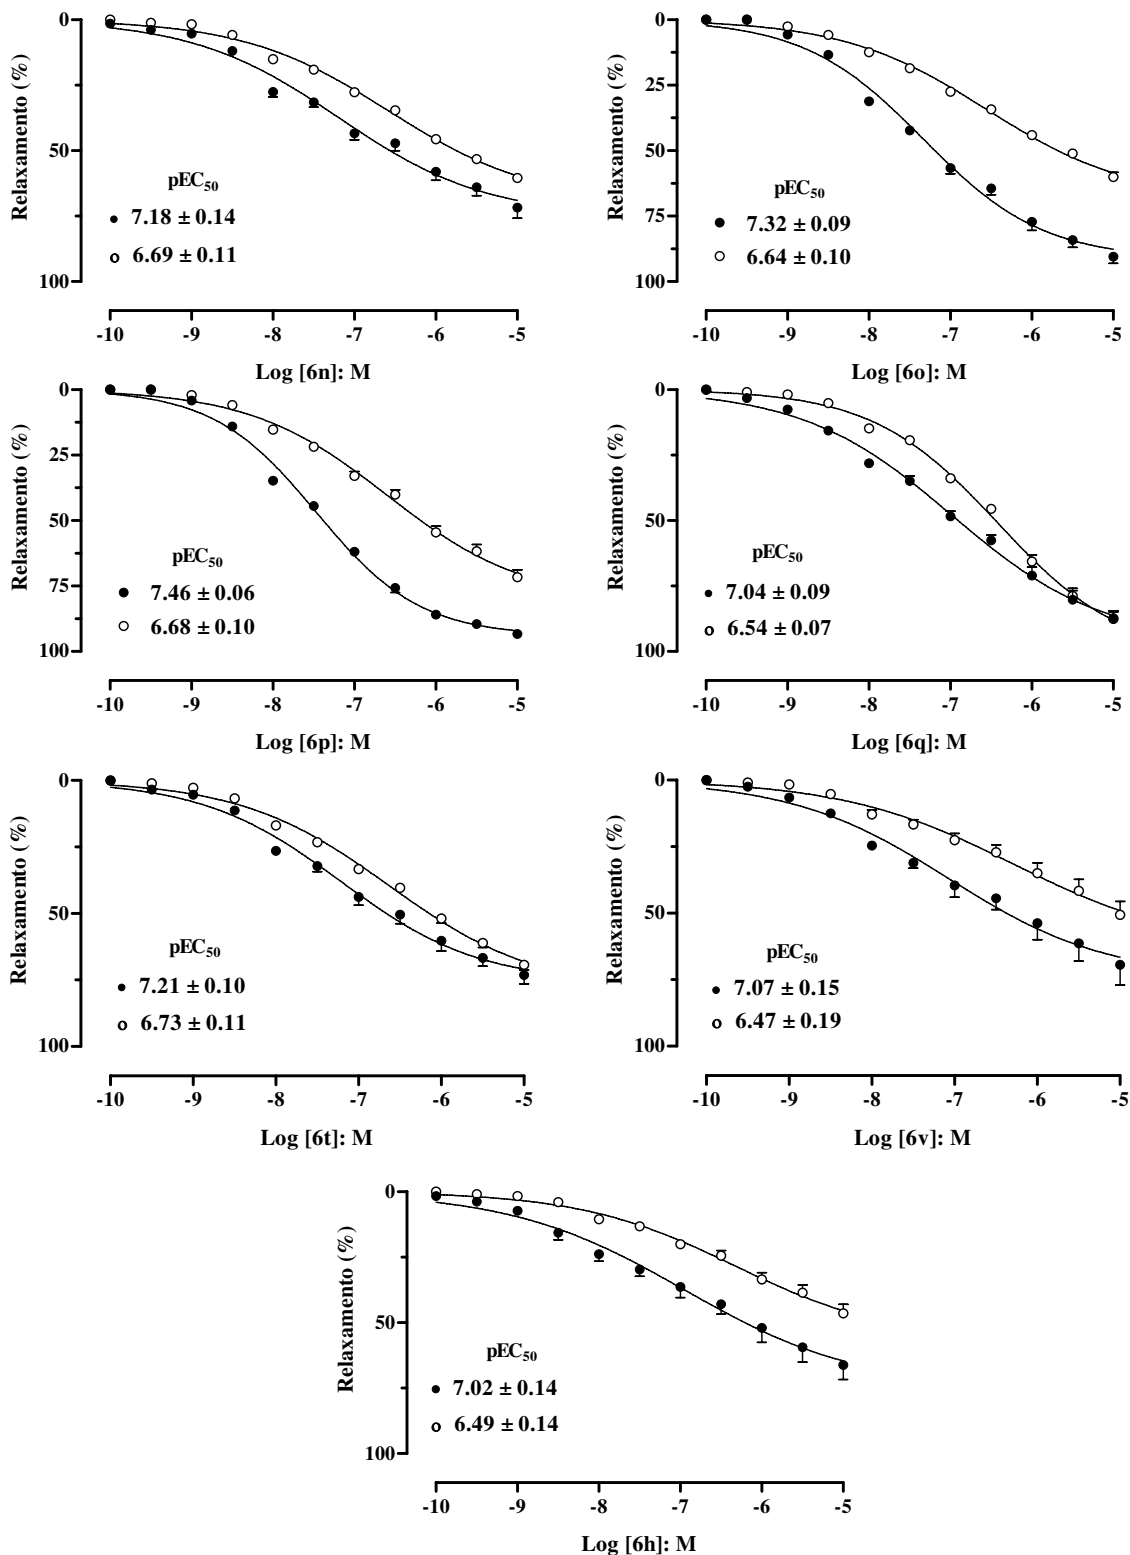 Relaxamento (%)
0
25
50
75
100
pEC50
● 7.18 ± 0.14
o 6.69 ± 0.11
-10 -9 -8 -7 -6 -5
Log [6n]: M
Relaxamento (%)
0
25
50
75
100
pEC50
● 7.32 ± 0.09
○ 6.64 ± 0.10
-10 -9 -8 -7 -6 -5
Log [6o]: M
Relaxamento (%)
0
25
50
75
100
pEC50
● 7.46 ± 0.06
○ 6.68 ± 0.10
-10 -9 -8 -7 -6 -5
Log [6p]: M
Relaxamento (%)
0
25
50
75
100
pEC50
● 7.04 ± 0.09
o 6.54 ± 0.07
-10 -9 -8 -7 -6 -5
Log [6q]: M
Relaxamento (%)
0
50
100
pEC50
● 7.21 ± 0.10
o 6.73 ± 0.11
-10 -9 -8 -7 -6 -5
Log [6t]: M
Relaxamento (%)
0
50
100
pEC50
● 7.07 ± 0.15
o 6.47 ± 0.19
-10 -9 -8 -7 -6 -5
Log [6v]: M
Relaxamento (%)
0
50
100
pEC50
● 7.02 ± 0.14
o 6.49 ± 0.14
-10 -9 -8 -7 -6 -5
Log [6h]: M